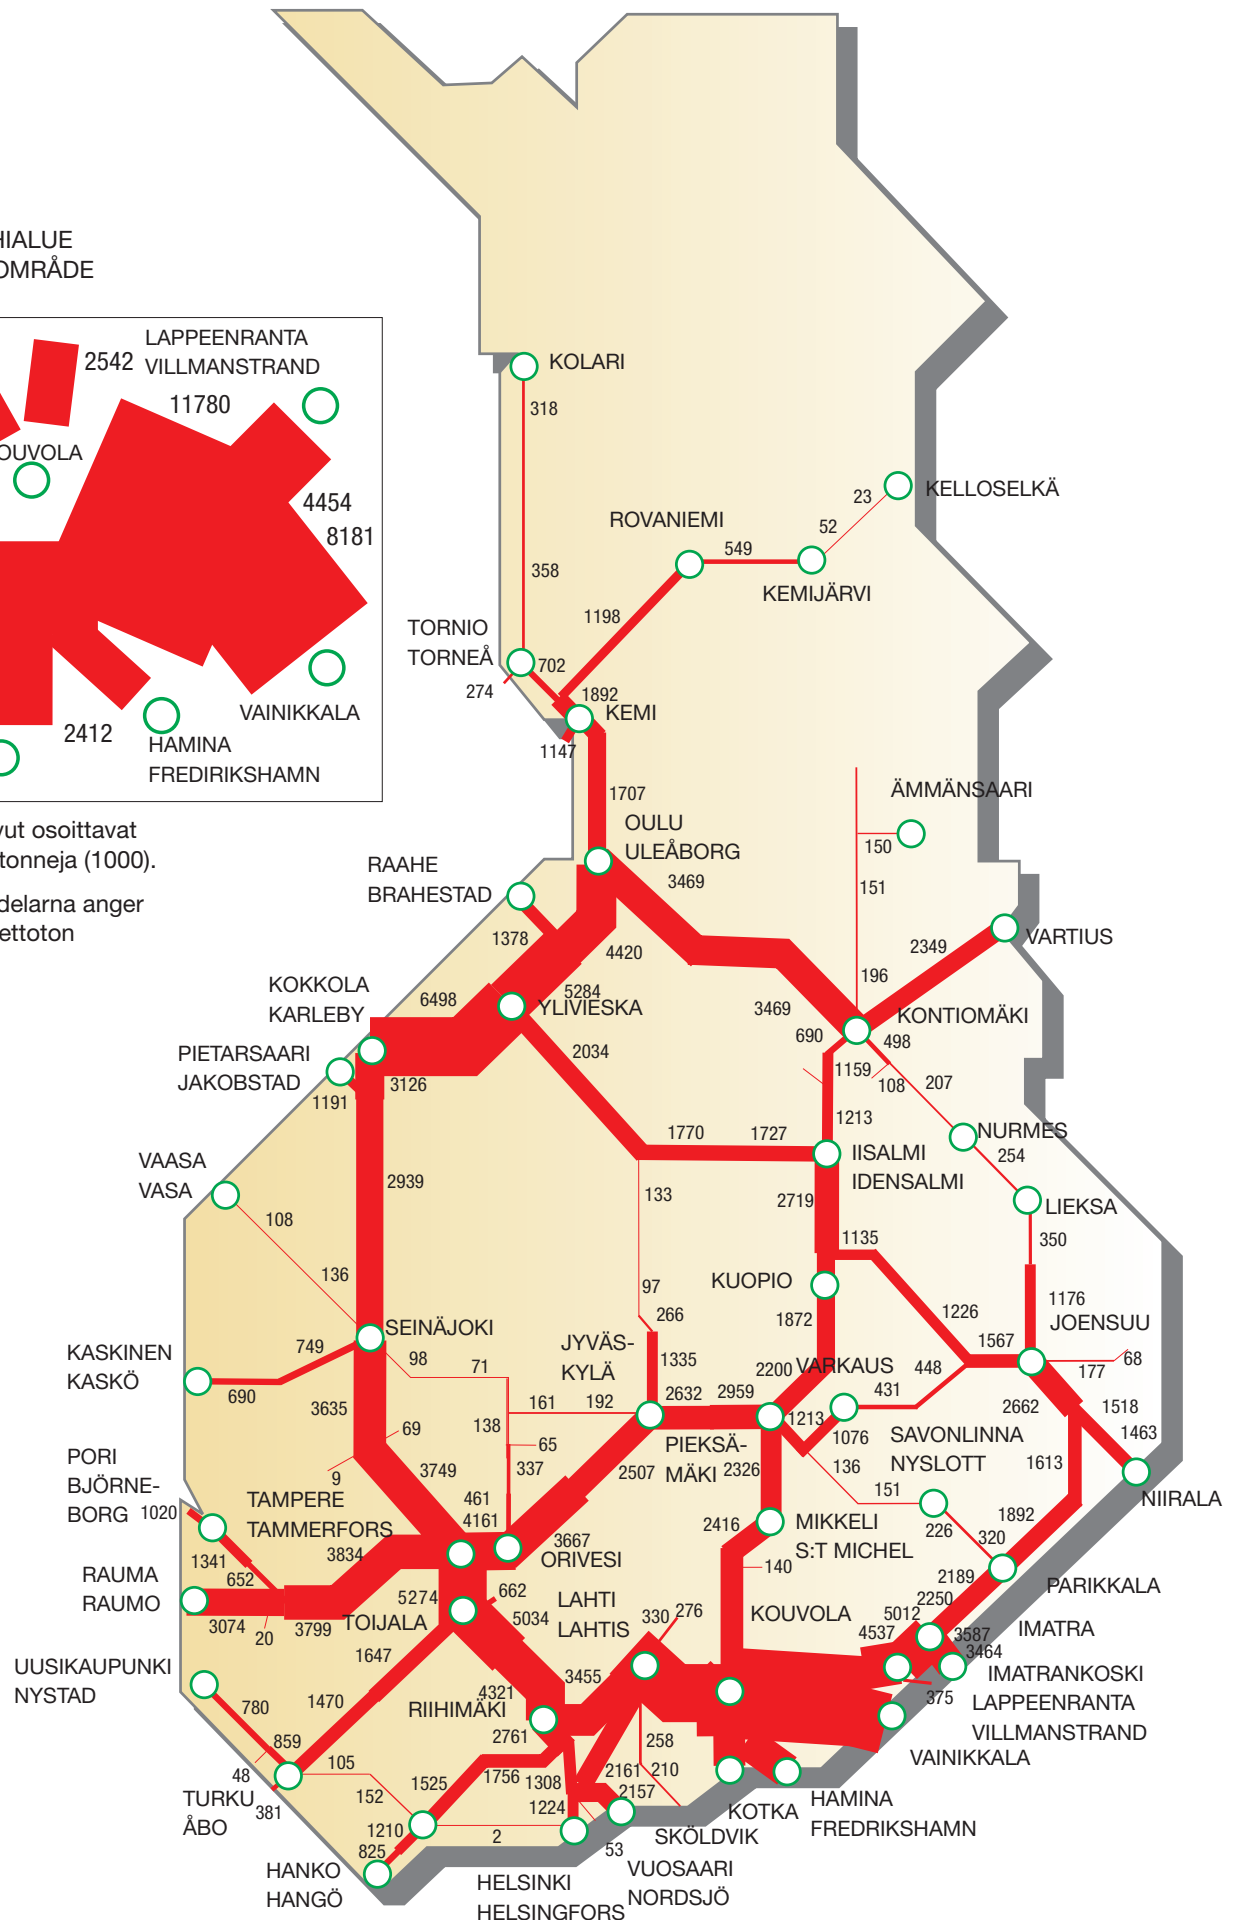 HIALUE
OMRÅDE
LAPPEENRANTA
VILLMANSTRAND
2542
11780
OUVOLA
4454
8181
2412
VAINIKKALA
HAMINA
FREDIRIKSHAMN
vut osoittavat
tonneja (1000).
delarna anger
ettoton
KOLARI
318
358
KELLOSELKÄ
23
52
ROVANIEMI
549
KEMIJÄRVI
1198
TORNIO
TORNEÅ
702
274
1892
KEMI
1147
1707
OULU
ULEÅBORG
ÄMMÄNSAARI
150
151
196
RAAHE
BRAHESTAD
3469
1378
4420
2349
VARTIUS
KOKKOLA
KARLEBY
6498
5284
YLIVIESKA
3469
KONTIOMÄKI
690
498
PIETARSAARI
JAKOBSTAD
3126
2034
1159
108
207
1191
1213
1770
1727
NURMES
254
VAASA
VASA
2939
IISALMI
IDENSALMI
133
2719
LIEKSA
108
350
1135
136
97
KUOPIO
266
1872
1226
1176
JOENSUU
SEINÄJOKI
749
98
71
JYVÄS-
KYLÄ
1335
1567
68
177
KASKINEN
KASKÖ
690
2200
VARKAUS
448
431
3635
161
192
2632
2959
1213
2662
1518
69
138
65
1076
1463
PIEKSÄ-
MÄKI
SAVONLINNA
NYSLOTT
PORI
BJÖRNE-
BORG
1020
9
3749
337
2507
2326
136
1613
151
NIIRALA
TAMPERE
TAMMERFORS
461
4161
2416
MIKKELI
S:T MICHEL
226
1892
320
3834
3667
ORIVESI
140
1341
652
RAUMA
RAUMO
2189
PARIKKALA
5274
662
LAHTI
LAHTIS
2250
3074
20
3799
TOIJALA
5034
330
276
KOUVOLA
5012
4537
IMATRA
3587
3464
1647
UUSIKAUPUNKI
NYSTAD
3455
IMATRANKOSKI
375
LAPPEENRANTA
VILLMANSTRAND
4321
780
1470
RIIHIMÄKI
2761
VAINIKKALA
859
258
105
48
1756
1308
2161
210
TURKU
ÅBO
381
152
1525
2157
1224
KOTKA
HAMINA
FREDRIKSHAMN
1210
2
53
SKÖLDVIK
825
HANKO
HANGÖ
VUOSAARI
NORDSJÖ
HELSINKI
HELSINGFORS